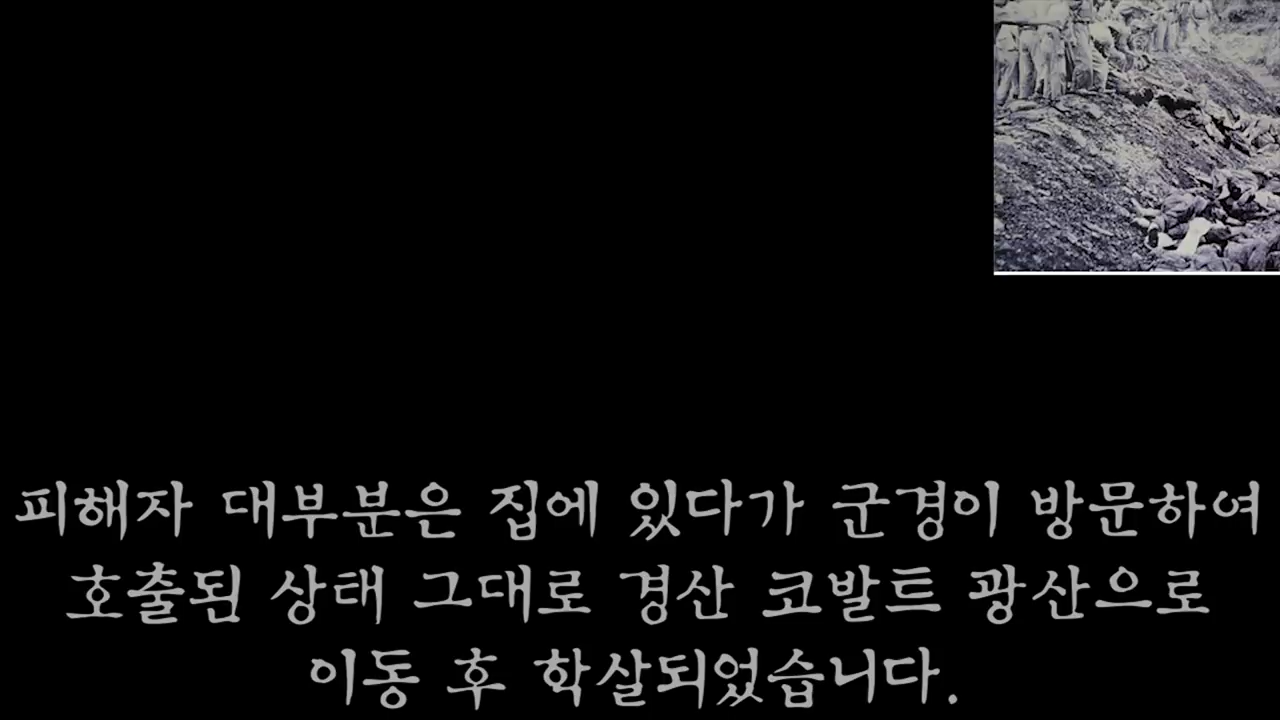 피해자 대부분은 집에 있다가 군경이 방문하여
호출된 상태 그대로 경산 코발트 광산으로
이동 후 학살되었습니다.